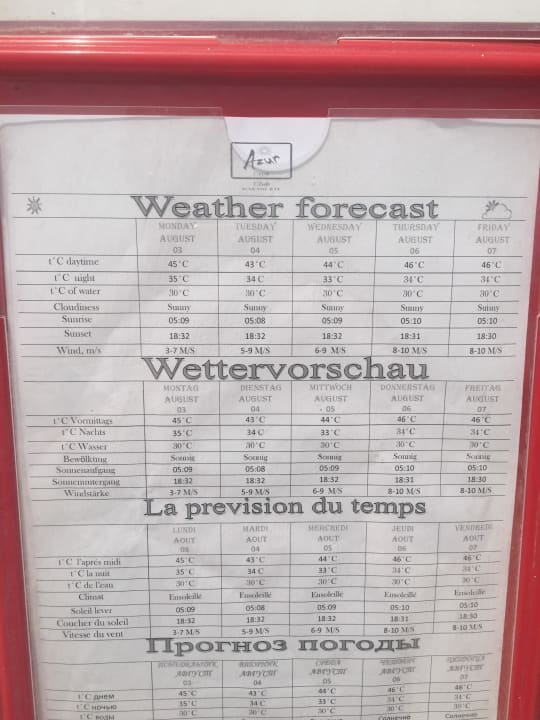 Azur
Weather forecast
MONDAY TUESDAY WEDNESDAY THURSDAY FRIDAY
AUGUST AUGUST AUGUST AUGUST AUGUST
03 04 05 06 07
t°C daytime 45°C 43°C 44°C 46°C 46°C
t°C night 35°C 34 C 33°C 34°C 34°C
t°C of water 30°C 30°C 30°C 30°C 30°C
Cloudiness Sunny Sunny Sunny Sunny Sunny
Sunrise 05:09 05:08 05:09 05:10 05:10
Sunset 18:32 18:32 18:32 18:31 18:30
Wind, m/s 3-7 M/S 5-9 M/S 6-9 M/S 8-10 M/S 8-10 M/S
Wettervorschau
MONTAG DIENSTAG MITTWOCH DONNERSTAG FREITAG
AUGUST AUGUST AUGUST AUGUST AUGUST
03 04 05 06 07
t°C Vormittags 45°C 43°C 44°C 46°C 46°C
t°C Nachts 35°C 34 C 33°C 34°C 34°C
t°C Wasser 30°C 30°C 30°C 30°C 30°C
Bewölkung Sonnig Sonnig Sonnig Sonnig Sonnig
Sonnenaufgang 05:09 05:08 05:09 05:10 05:10
Sonnenuntergang 18:32 18:32 18:32 18:31 18:30
Windstärke 3-7 M/S 5-9 M/S 6-9 M/S 8-10 M/S 8-10 M/S
La prevision du temps
LUNDI MARDI MERCREDI JEUDI VENDREDI
AOUT AOUT AOUT AOUT AOUT
03 04 05 06 07
t°C l'aprés midi 45°C 43°C 44°C 46°C 46°C
t°C la nuit 35°C 34 C 33°C 34°C 34°C
t°C de l'eau 30°C 30°C 30°C 30°C 30°C
Climat Ensoleillé Ensoleillé Ensoleillé Ensoleillé Ensoleillé
Soleil lever 05:09 05:08 05:09 05:10 05:10
Coucher du soleil 18:32 18:32 18:32 18:31 18:30
Vitesse du vent 3-7 M/S 5-9 M/S 6-9 M/S 8-10 M/S 8-10 M/S
Прогноз погоды
ПОНЕДЕЛЬНИК ВТОРНИК СРЕДА ЧЕТВЕРГ ПЯТНИЦА
АВГУСТ АВГУСТ АВГУСТ АВГУСТ АВГУСТ
03 04 05 06 07
t°C днем 45°C 43°C 44°C 46°C 46°C
t°C ночью 35°C 34 C 33°C 34°C 34°C
t°C воды 30°C 30°C 30°C 30°C 30°C
Солнечно Солнечно